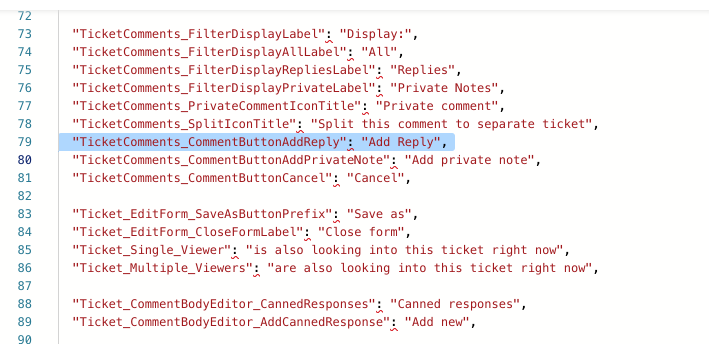 72
73 "TicketComments_FilterDisplayLabel": "Display:",
74 "TicketComments_FilterDisplayAllLabel": "All",
75 "TicketComments_FilterDisplayRepliesLabel": "Replies",
76 "TicketComments_FilterDisplayPrivateLabel": "Private Notes",
77 "TicketComments_PrivateCommentIconTitle": "Private comment",
78 "TicketComments_SplitIconTitle": "Split this comment to separate ticket",
79 "TicketComments_CommentButtonAddReply": "Add Reply",
80 "TicketComments_CommentButtonAddPrivateNote": "Add private note",
81 "TicketComments_CommentButtonCancel": "Cancel",
82
83 "Ticket_EditForm_SaveAsButtonPrefix": "Save as",
84 "Ticket_EditForm_CloseFormLabel": "Close form",
85 "Ticket_Single_Viewer": "is also looking into this ticket right now",
86 "Ticket_Multiple_Viewers": "are also looking into this ticket right now",
87
88 "Ticket_CommentBodyEditor_CannedResponses": "Canned responses",
89 "Ticket_CommentBodyEditor_AddCannedResponse": "Add new",
90